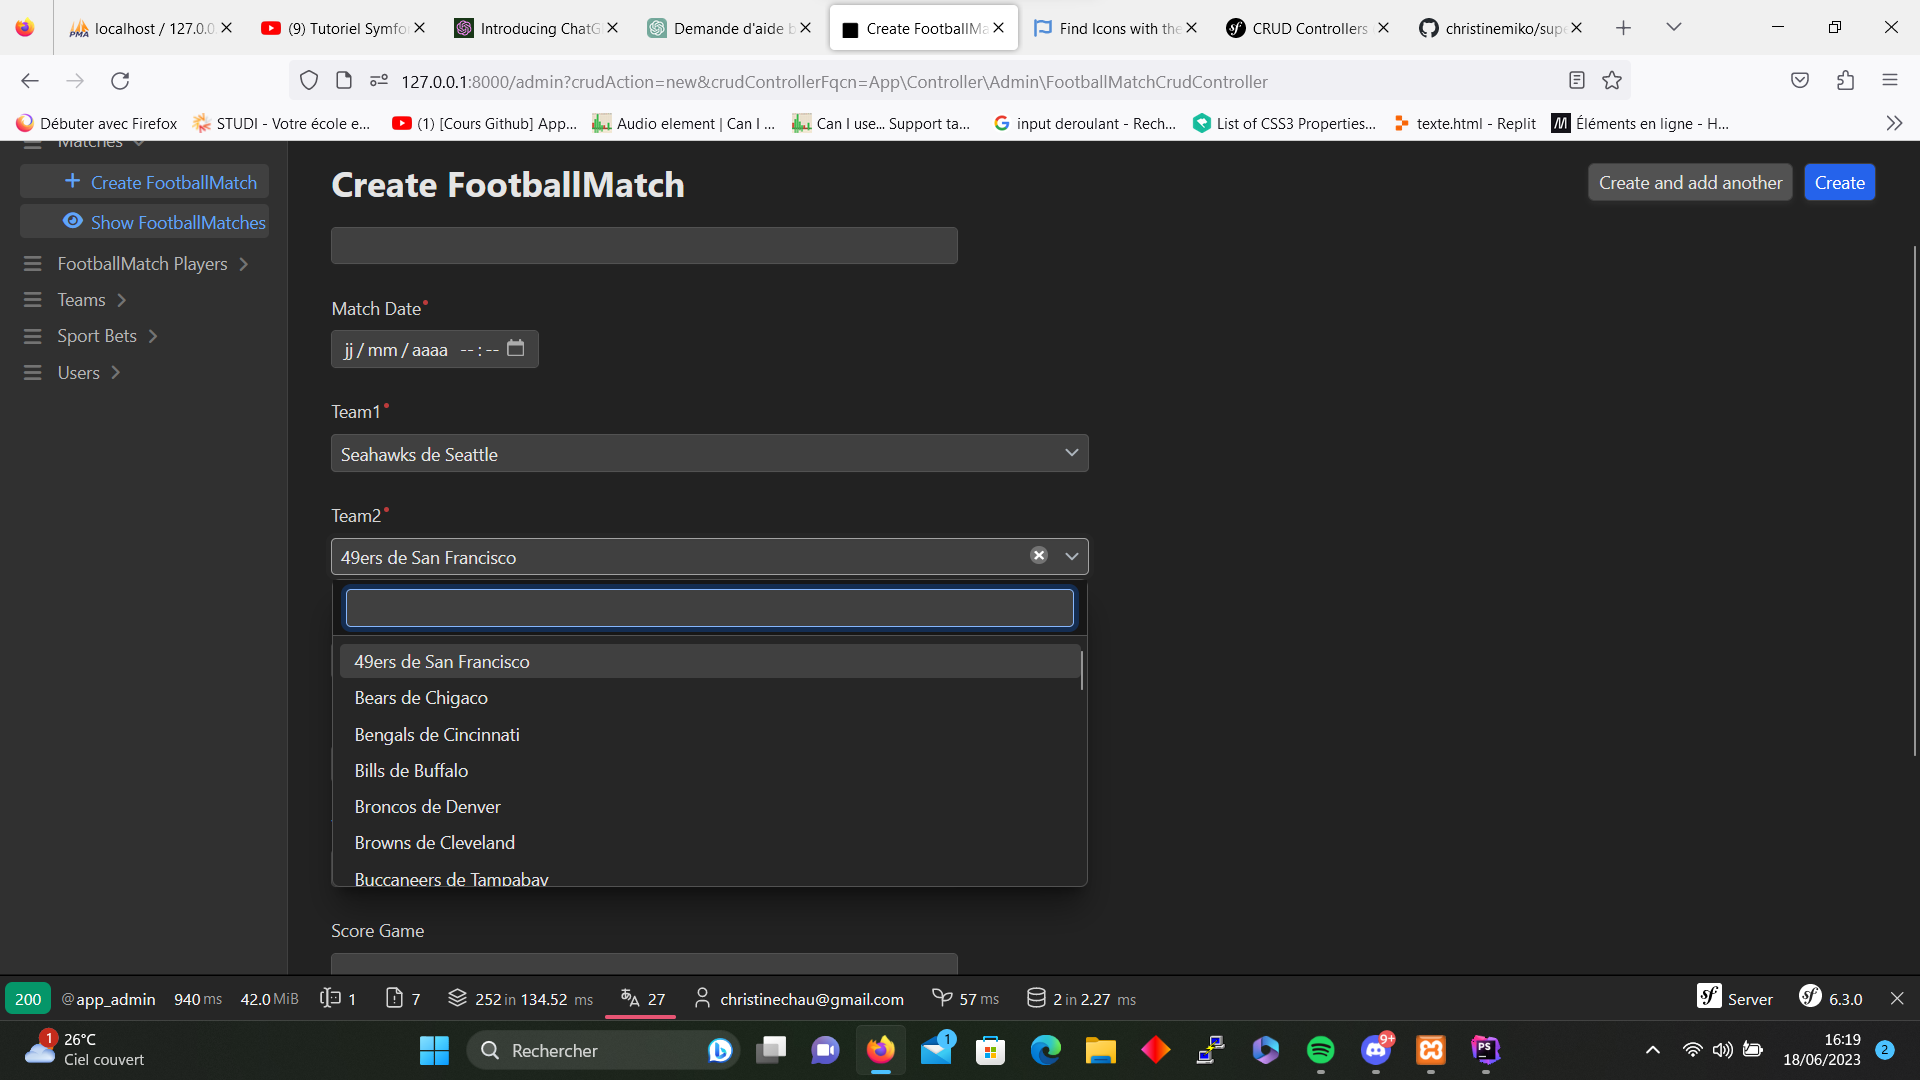 localhost / 127.0.0.
(9) Tutoriel Symfo
Introducing ChatG
Demande d'aide b
Create FootballMa
Find Icons with the
CRUD Controllers
christinemiko/supe
127.0.0.1:8000/admin?crudAction=new&crudControllerFqcn=App\Controller\Admin\FootballMatchCrudController
Débuter avec Firefox
STUDI - Votre école e...
(1) [Cours Github] App...
Audio element | Can I ...
Can I use... Support ta...
input deroulant - Rech...
List of CSS3 Properties...
texte.html - Replit
Éléments en ligne - H...
Matches
Create FootballMatch
Show FootballMatches
FootballMatch Players
Teams
Sport Bets
Users
Create FootballMatch
Create and add another
Create
Match Date
jj/mm/aaaa --:--
Team1
Seahawks de Seattle
Team2
49ers de San Francisco
49ers de San Francisco
Bears de Chigaco
Bengals de Cincinnati
Bills de Buffalo
Broncos de Denver
Browns de Cleveland
Buccaneers de Tampabay
Score Game
200 @app_admin 940 ms 42.0 MiB 1 7 252 in 134.52 ms 27 christinechau@gmail.com 57 ms 2 in 2.27 ms sf Server sf 6.3.0
1
26°C
Ciel couvert
Rechercher
1
9+
PS
16:19
18/06/2023
2